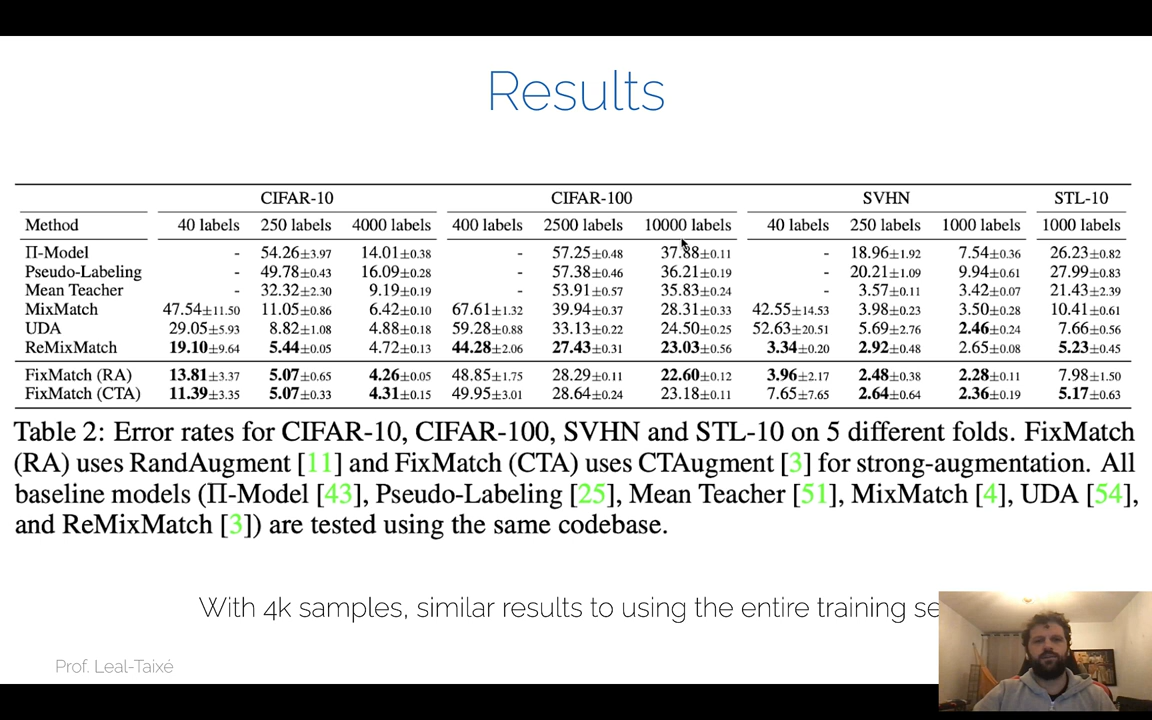 Results
CIFAR-10 CIFAR-100 SVHN STL-10
Method 40 labels 250 labels 4000 labels 400 labels 2500 labels 10000 labels 40 labels 250 labels 1000 labels 1000 labels
Π-Model - 54.26±3.97 14.01±0.38 - 57.25±0.48 37.88±0.11 - 18.96±1.92 7.54±0.36 26.23±0.82
Pseudo-Labeling - 49.78±0.43 16.09±0.28 - 57.38±0.46 36.21±0.19 - 20.21±1.09 9.94±0.61 27.99±0.83
Mean Teacher - 32.32±2.30 9.19±0.19 - 53.91±0.57 35.83±0.24 - 3.57±0.11 3.42±0.07 21.43±2.39
MixMatch 47.54±11.50 11.05±0.86 6.42±0.10 67.61±1.32 39.94±0.37 28.31±0.33 42.55±14.53 3.98±0.23 3.50±0.28 10.41±0.61
UDA 29.05±5.93 8.82±1.08 4.88±0.18 59.28±0.88 33.13±0.22 24.50±0.25 52.63±20.51 5.69±2.76 2.46±0.24 7.66±0.56
ReMixMatch 19.10±9.64 5.44±0.05 4.72±0.13 44.28±2.06 27.43±0.31 23.03±0.56 3.34±0.20 2.92±0.48 2.65±0.08 5.23±0.45
FixMatch (RA) 13.81±3.37 5.07±0.65 4.26±0.05 48.85±1.75 28.29±0.11 22.60±0.12 3.96±2.17 2.48±0.38 2.28±0.11 7.98±1.50
FixMatch (CTA) 11.39±3.35 5.07±0.33 4.31±0.15 49.95±3.01 28.64±0.24 23.18±0.11 7.65±7.65 2.64±0.64 2.36±0.19 5.17±0.63
Table 2: Error rates for CIFAR-10, CIFAR-100, SVHN and STL-10 on 5 different folds. FixMatch
(RA) uses RandAugment [11] and FixMatch (CTA) uses CTAugment [3] for strong-augmentation. All
baseline models (Π-Model [43], Pseudo-Labeling [25], Mean Teacher [51], MixMatch [4], UDA [54],
and ReMixMatch [3]) are tested using the same codebase.
With 4k samples, similar results to using the entire training se
Prof. Leal-Taixé